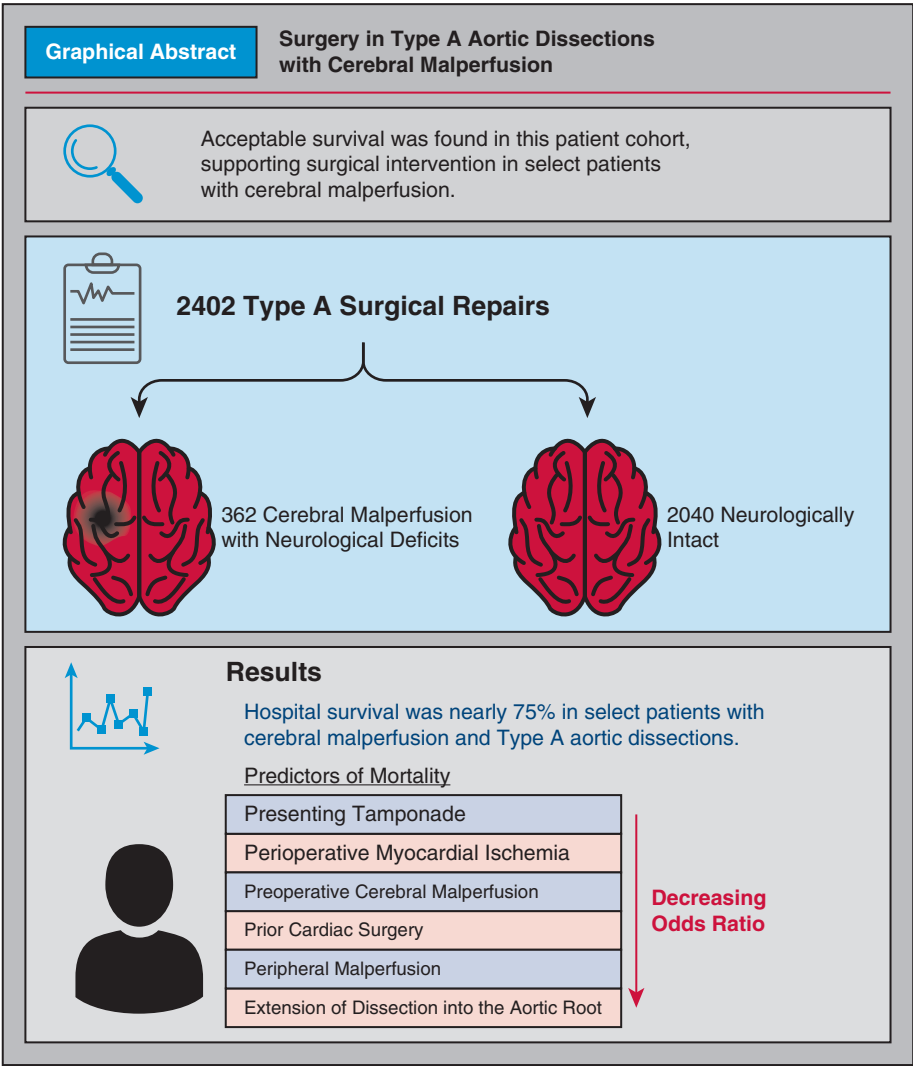 Graphical Abstract
Surgery in Type A Aortic Dissections
with Cerebral Malperfusion
Acceptable survival was found in this patient cohort,
supporting surgical intervention in select patients
with cerebral malperfusion.
2402 Type A Surgical Repairs
362 Cerebral Malperfusion
with Neurological Deficits
2040 Neurologically
Intact
Results
Hospital survival was nearly 75% in select patients with
cerebral malperfusion and Type A aortic dissections.
Predictors of Mortality
Presenting Tamponade
Perioperative Myocardial Ischemia
Preoperative Cerebral Malperfusion
Prior Cardiac Surgery
Peripheral Malperfusion
Extension of Dissection into the Aortic Root
Decreasing
Odds Ratio